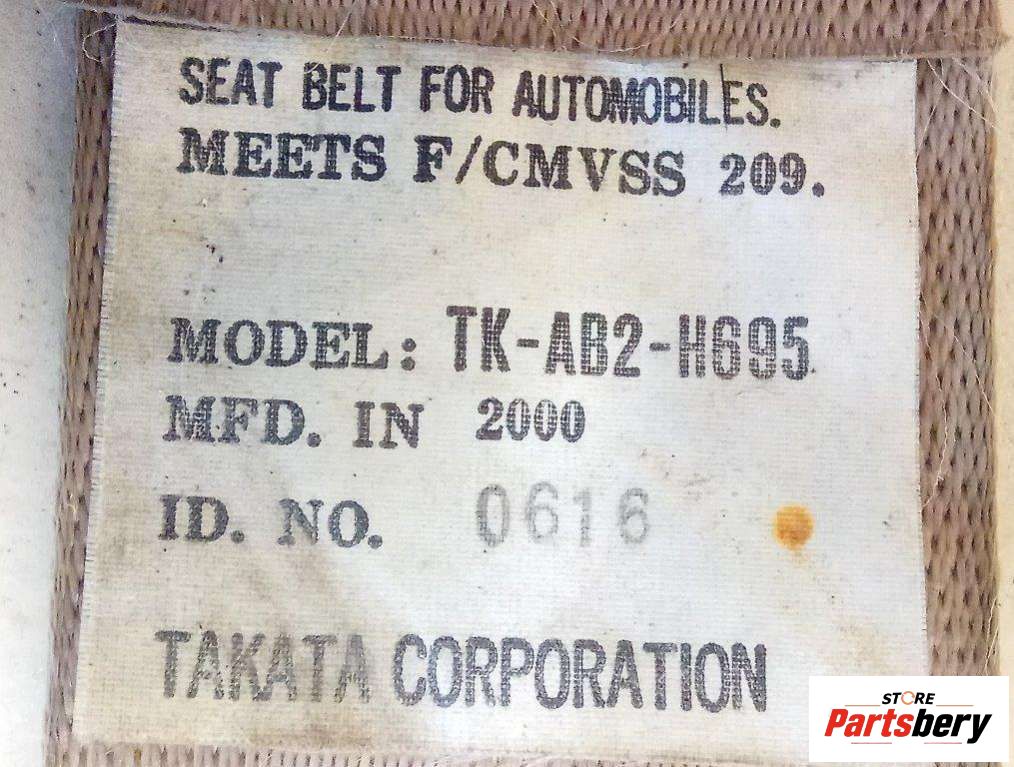 SEAT BELT FOR AUTOMOBILES.
MEETS F/CMVSS 209.
MODEL: TK-AB2-H695
MFD. IN 2000
ID. NO. 0616
TAKATA CORPORATION
STORE
Partsbery